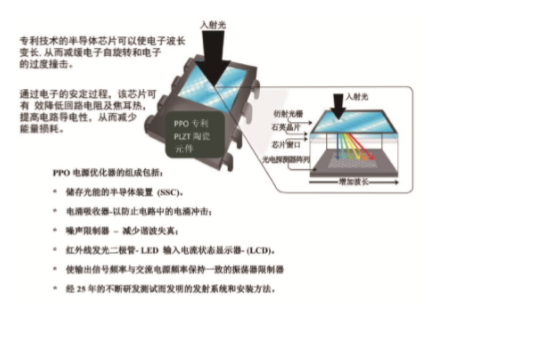 入射光
专利技术的半导体芯片可以使电子波长
变长.从而减缓电子自旋转和电子
的过度撞击。
通过电子的安定过程，该芯片可
有 效降低回路电阻及焦耳热，
提高电路导电性，从而减少
能量损耗。
PPO 专利
PLZT 陶瓷
元件
入射光
仿射光栅
石英晶片
芯片窗口
光电探测器阵列
增加波长
PPO 电源优化器的组成包括：
* 储存光能的半导体装置 (SSC)。
* 电涌吸收器-以防止电路中的电涌冲击；
* 噪声限制器 – 减少谐波失真；
* 红外线发光二极管- LED 输入电流状态显示器- (LCD)。
* 使输出信号频率与交流电源频率保持一致的振荡器限制器
* 经 25 年的不断研发测试而发明的发射系统和安装方法。